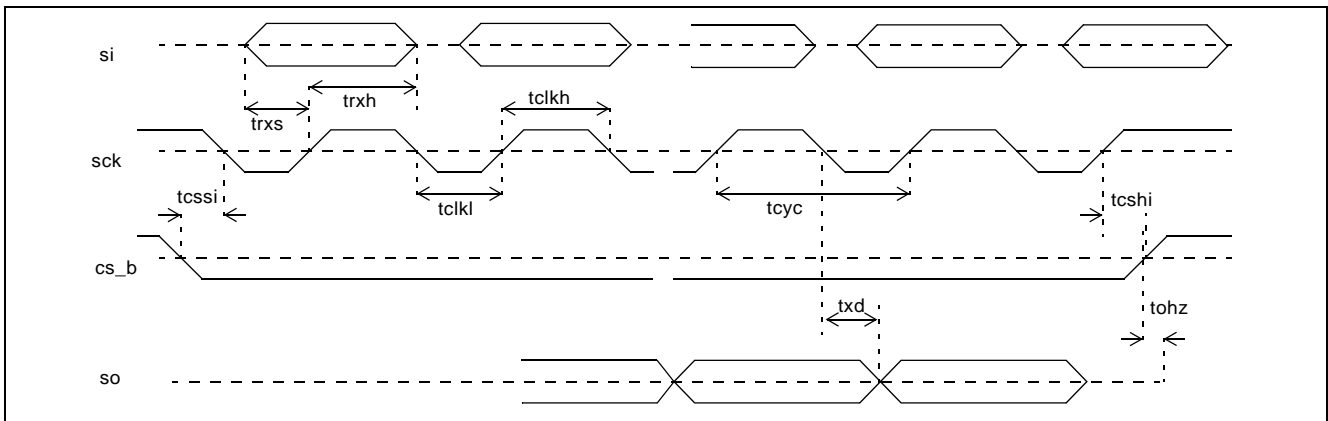 si
trxh
tclkh
trxs
sck
tcssi
tclkl
tcyc
tcshi
cs_b
txd
tohz
so